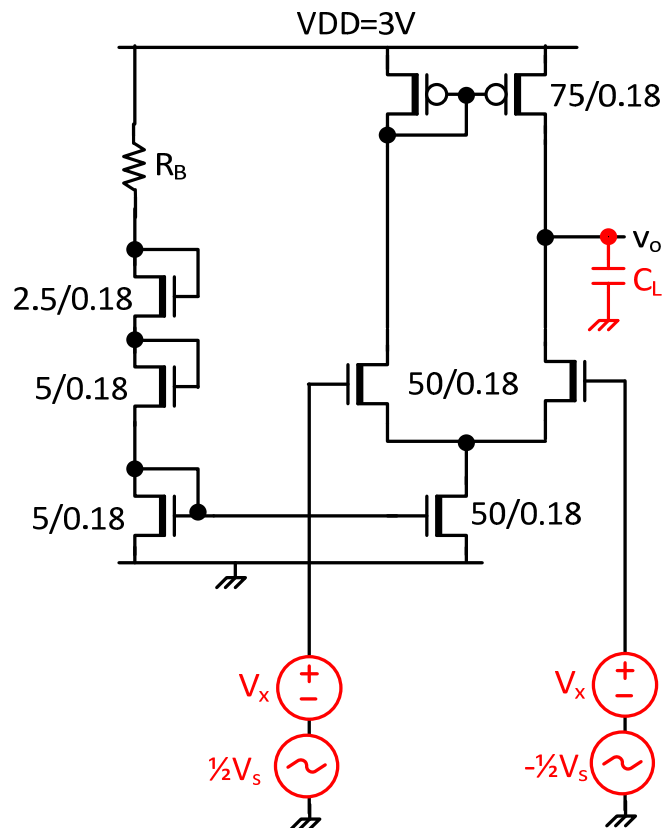 VDD=3V
75/0.18
R_B
v_o
C_L
2.5/0.18
5/0.18
50/0.18
5/0.18
50/0.18
V_x
+
−
V_x
+
−
½V_s
-½V_s